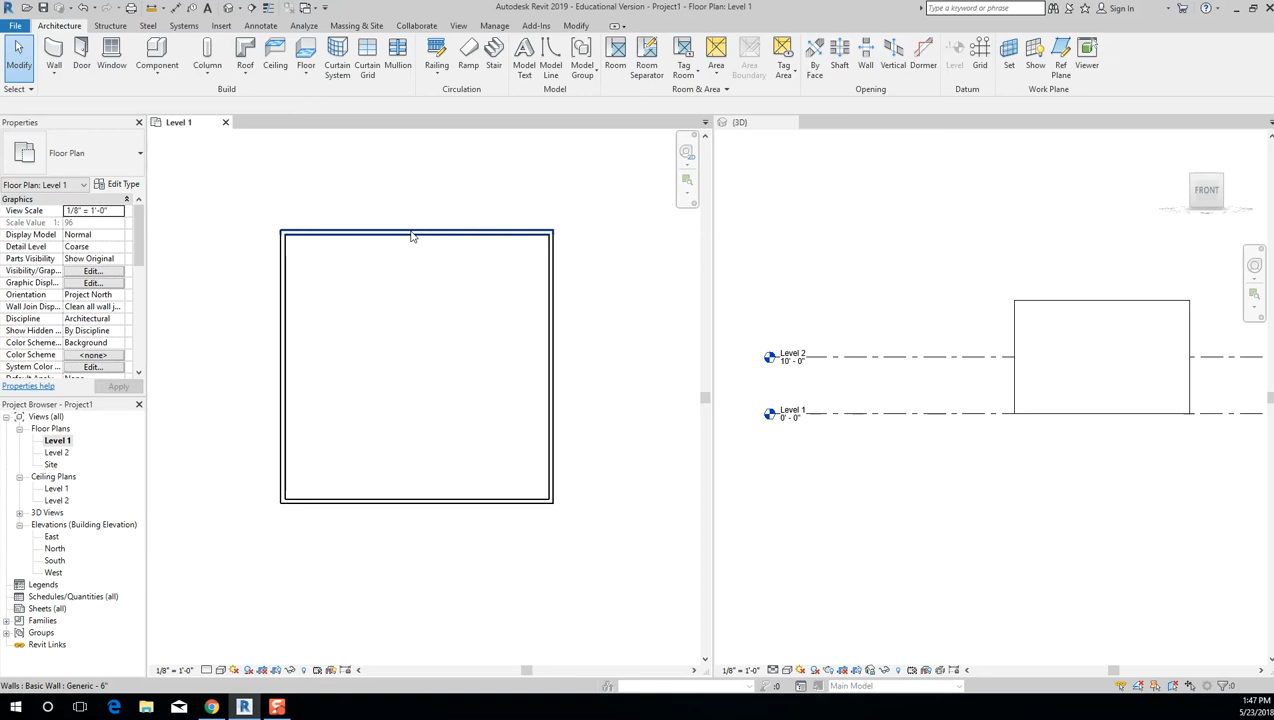 Autodesk Revit 2019 - Educational Version - Project1 - Floor Plan: Level 1
Type a keyword or phrase
Sign In
File Architecture Structure Steel Systems Insert Annotate Analyze Massing & Site Collaborate View Manage Add-Ins Modify
Modify Wall Door Window Component Column Roof Ceiling Floor Curtain System Curtain Grid Mullion Railing Ramp Stair Model Text Model Line Model Group Room Room Separator Tag Room Area Area Boundary Tag Area By Face Shaft Wall Vertical Dormer Level Grid Set Show Ref Plane Viewer
Select Build Circulation Model Room & Area Opening Datum Work Plane
Properties
Level 1
{3D}
Floor Plan
FRONT
Floor Plan: Level 1 Edit Type
Graphics
View Scale 1/8" = 1'-0"
Scale Value 1: 96
Display Model Normal
Detail Level Coarse
Parts Visibility Show Original
Visibility/Grap... Edit...
Graphic Displ... Edit...
Orientation Project North
Wall Join Disp... Clean all wall j...
Discipline Architectural
Show Hidden ... By Discipline
Color Scheme... Background
Color Scheme <none>
System Color ... Edit...
Properties help Apply
Level 2
10' - 0"
Level 1
0' - 0"
Project Browser - Project1
Views (all)
Floor Plans
Level 1
Level 2
Site
Ceiling Plans
Level 1
Level 2
3D Views
Elevations (Building Elevation)
East
North
South
West
Legends
Schedules/Quantities (all)
Sheets (all)
Families
Groups
Revit Links
1/8" = 1'-0"
1/8" = 1'-0"
Walls : Basic Wall : Generic - 6"
:0
Main Model
:0
1:47 PM
5/23/2018